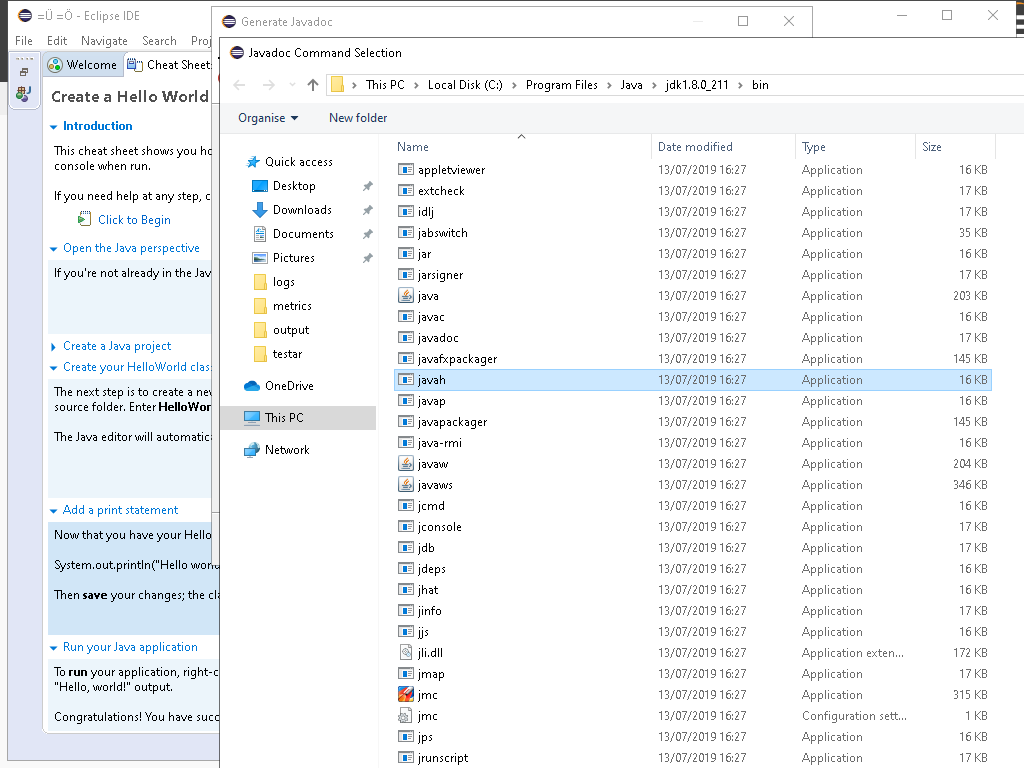 =Ü =Ö - Eclipse IDE
File Edit Navigate Search Proj
Welcome
Cheat Sheet
Create a Hello World
Introduction
This cheat sheet shows you
console when run.
If you need help at any step,
Click to Begin
Open the Java perspective
If you're not already in the Jav
Create a Java project
Create your HelloWorld clas
The next step is to create a new
source folder. Enter HelloWor
The Java editor will automatica
Add a print statement
Now that you have your Hello
System.out.println("Hello worl
Then save your changes; the cla
Run your Java application
To run your application, right-c
"Hello, world!" output.
Congratulations! You have succ
Generate Javadoc
Javadoc Command Selection
This PC > Local Disk (C:) > Program Files > Java > jdk1.8.0_211 > bin
Organise New folder
Quick access
Desktop
Downloads
Documents
Pictures
logs
metrics
output
testar
OneDrive
This PC
Network
Name Date modified Type Size
appletviewer 13/07/2019 16:27 Application 16 KB
extcheck 13/07/2019 16:27 Application 17 KB
idlj 13/07/2019 16:27 Application 17 KB
jabswitch 13/07/2019 16:27 Application 35 KB
jar 13/07/2019 16:27 Application 16 KB
jarsigner 13/07/2019 16:27 Application 17 KB
java 13/07/2019 16:27 Application 203 KB
javac 13/07/2019 16:27 Application 16 KB
javadoc 13/07/2019 16:27 Application 17 KB
javafxpackager 13/07/2019 16:27 Application 145 KB
javah 13/07/2019 16:27 Application 16 KB
javap 13/07/2019 16:27 Application 16 KB
javapackager 13/07/2019 16:27 Application 145 KB
java-rmi 13/07/2019 16:27 Application 16 KB
javaw 13/07/2019 16:27 Application 204 KB
javaws 13/07/2019 16:27 Application 346 KB
jcmd 13/07/2019 16:27 Application 16 KB
jconsole 13/07/2019 16:27 Application 17 KB
jdb 13/07/2019 16:27 Application 17 KB
jdeps 13/07/2019 16:27 Application 16 KB
jhat 13/07/2019 16:27 Application 16 KB
jinfo 13/07/2019 16:27 Application 17 KB
jjs 13/07/2019 16:27 Application 16 KB
jli.dll 13/07/2019 16:27 Application exten... 172 KB
jmap 13/07/2019 16:27 Application 17 KB
jmc 13/07/2019 16:27 Application 315 KB
jmc 13/07/2019 16:27 Configuration sett... 1 KB
jps 13/07/2019 16:27 Application 16 KB
jrunscript 13/07/2019 16:27 Application 17 KB